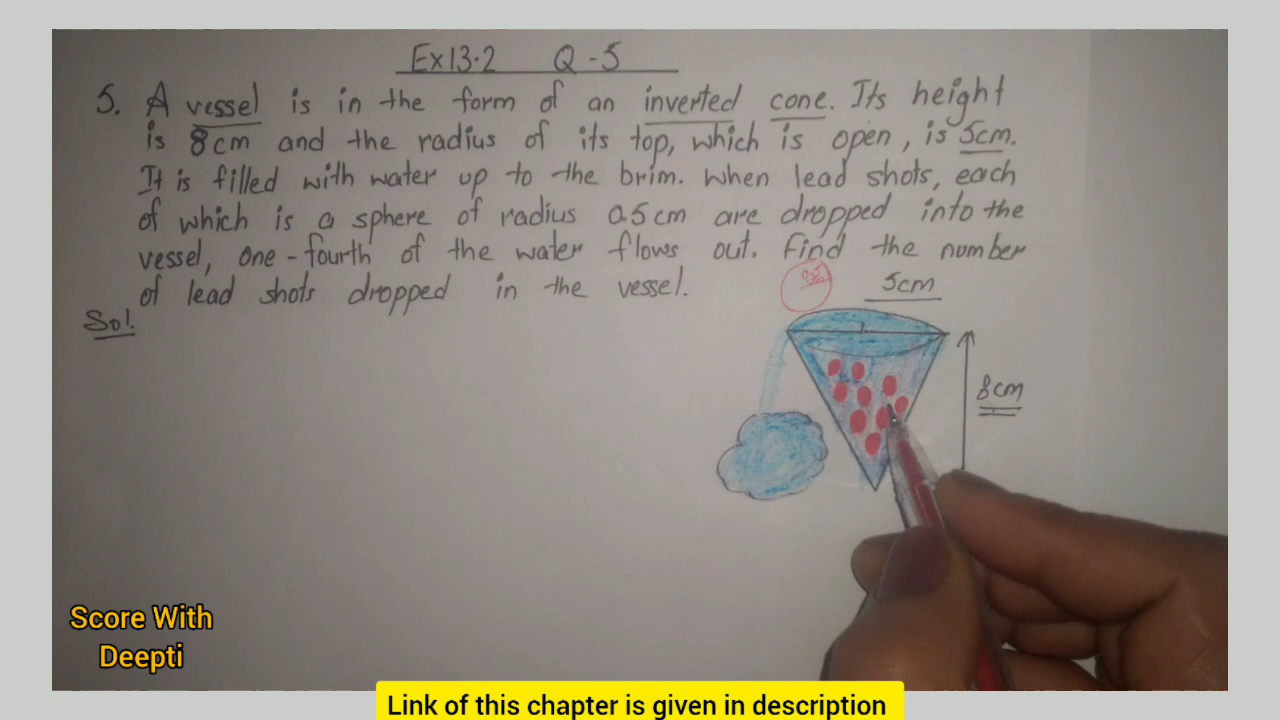 Ex 13.2 Q-5
5. A vessel is in the form of an inverted cone. Its height
is 8cm and the radius of its top, which is open, is 5cm.
It is filled with water up to the brim. When lead shots, each
of which is a sphere of radius 0.5cm are dropped into the
vessel, one-fourth of the water flows out. Find the number
of lead shots dropped in the vessel.
Sol.
5cm
8cm
Score With
Deepti
Link of this chapter is given in description